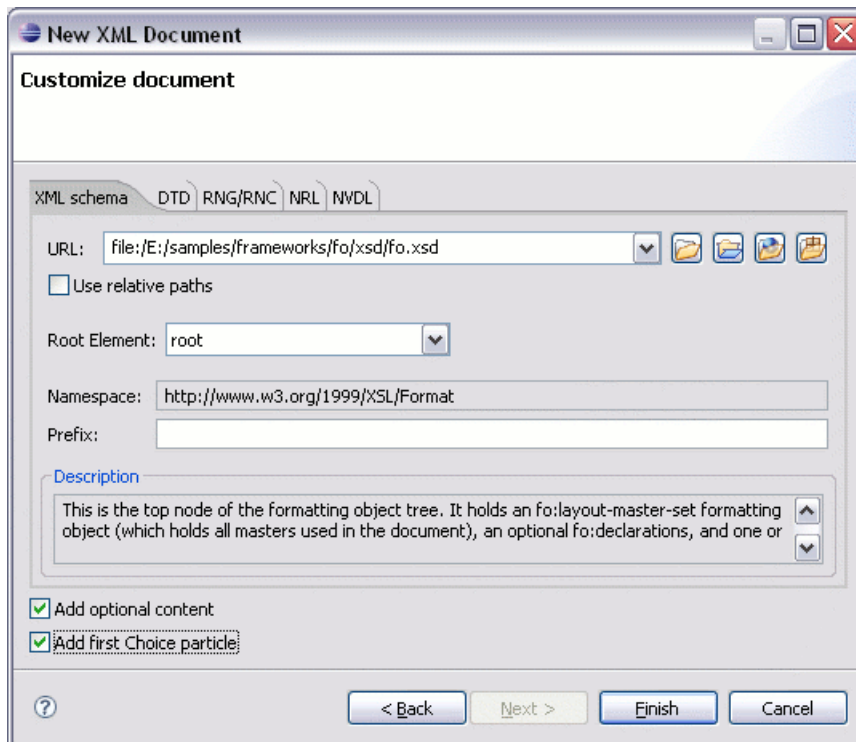 New XML Document
Customize document
XML schema DTD RNG/RNC NRL NVDL
URL: file:/E:/samples/frameworks/fo/xsd/fo.xsd
Use relative paths
Root Element: root
Namespace: http://www.w3.org/1999/XSL/Format
Prefix:
Description
This is the top node of the formatting object tree. It holds an fo:layout-master-set formatting
object (which holds all masters used in the document), an optional fo:declarations, and one or
Add optional content
Add first Choice particle
? < Back Next > Finish Cancel